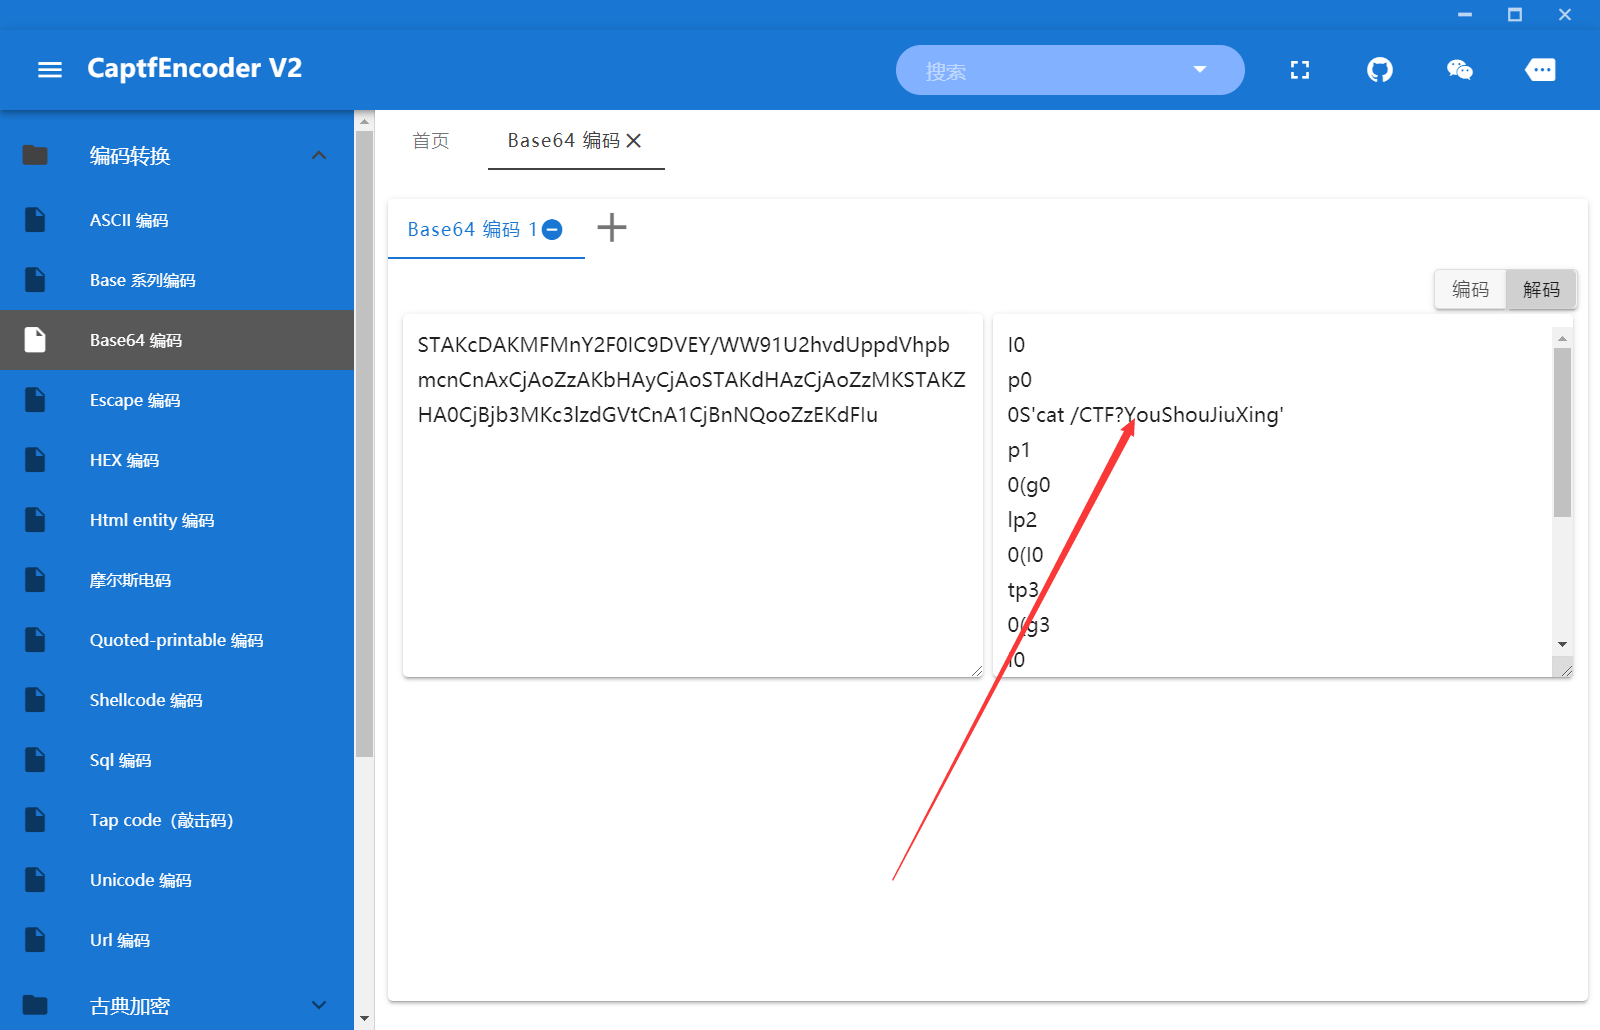 CaptfEncoder V2
搜索
编码转换
ASCII 编码
Base 系列编码
Base64 编码
Escape 编码
HEX 编码
Html entity 编码
摩尔斯电码
Quoted-printable 编码
Shellcode 编码
Sql 编码
Tap code（敲击码）
Unicode 编码
Url 编码
古典加密
首页
Base64 编码
Base64 编码 1
编码
解码
STAKcDAKMFMnY2F0IC9DVEY/WW91U2hvdUppdVhpb
mcnCnAxCjAoZzAKbHAyCjAoSTAKdHAzCjAoZzMKSTAKZ
HA0CjBjb3MKc3lzdGVtCnA1CjBnNQooZzEKdFIu
I0
p0
0S'cat /CTF?YouShouJiuXing'
p1
0(g0
lp2
0(I0
tp3
0(g3
I0